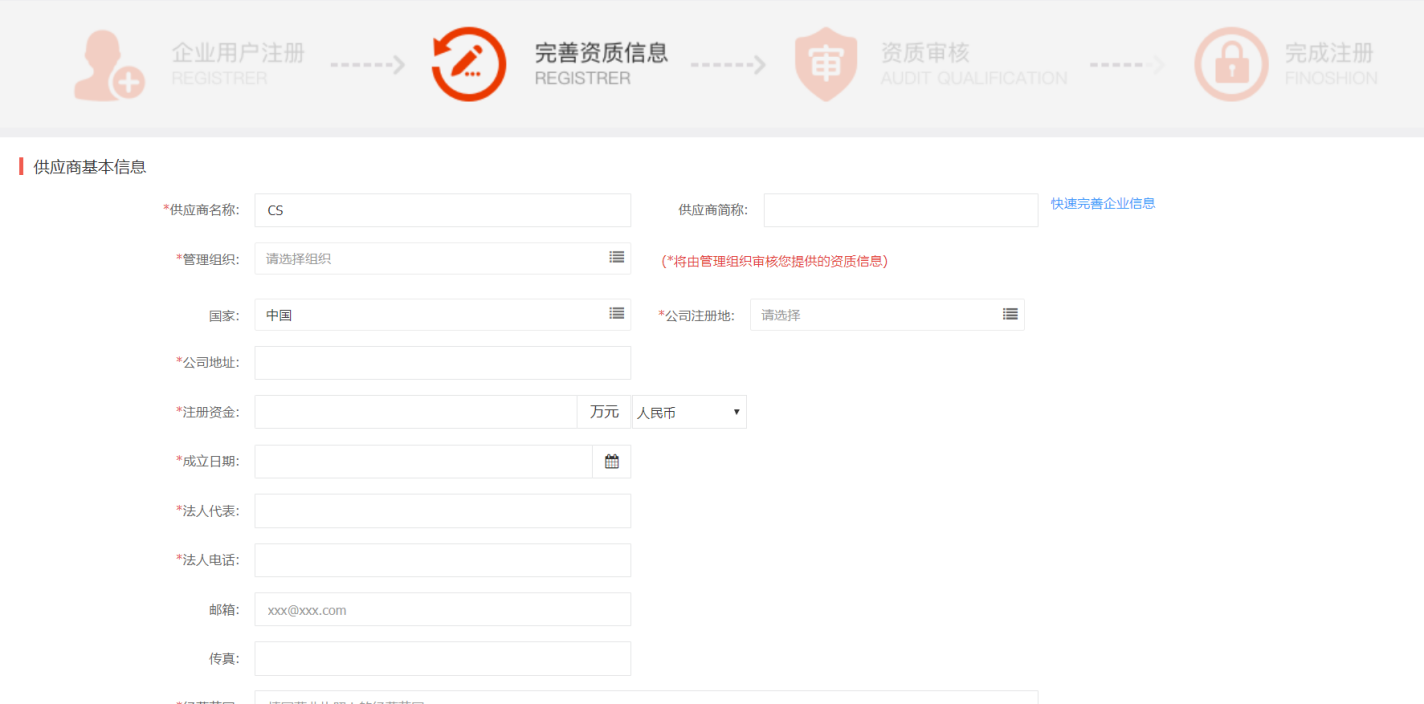 企业用户注册
REGISTRER
完善资质信息
REGISTRER
审
资质审核
AUDIT QUALIFICATION
完成注册
FINOSHION
供应商基本信息
*供应商名称: CS 供应商简称: 快速完善企业信息
*管理组织: 请选择组织 (*将由管理组织审核您提供的资质信息)
国家: 中国 *公司注册地: 请选择
*公司地址:
*注册资金: 万元 人民币
*成立日期:
*法人代表:
*法人电话:
邮箱: xxx@xxx.com
传真: